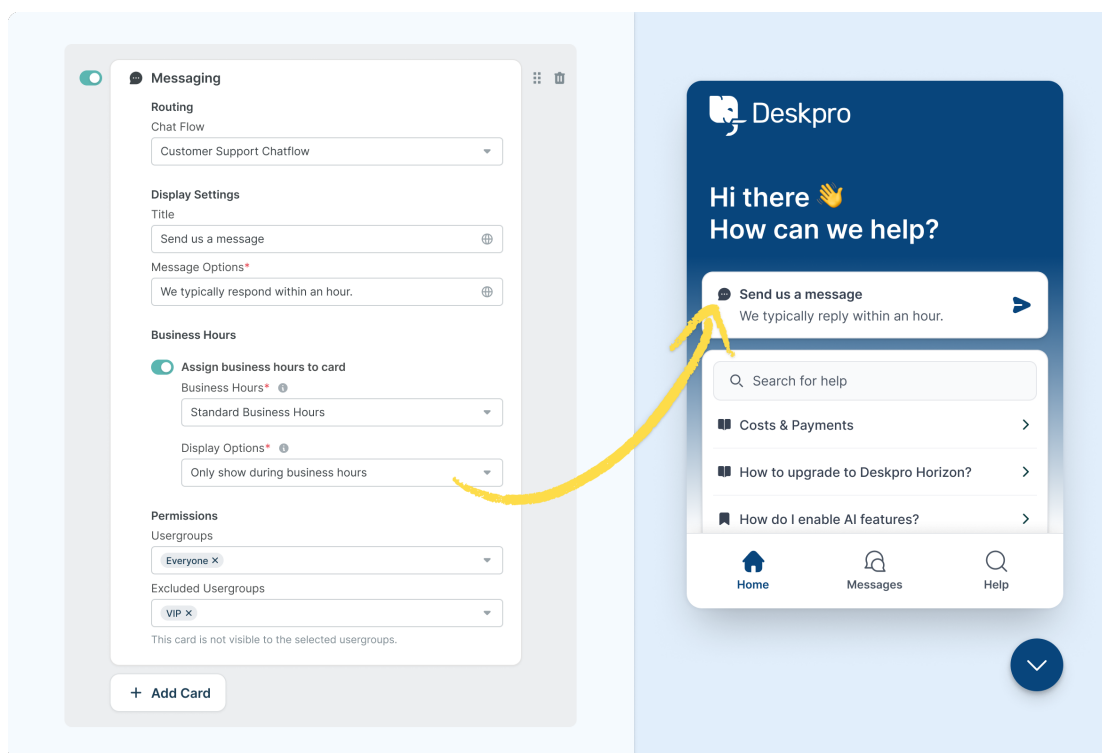 Messaging
Routing
Chat Flow
Customer Support Chatflow
Display Settings
Title
Send us a message
Message Options*
We typically respond within an hour.
Business Hours
Assign business hours to card
Business Hours*
Standard Business Hours
Display Options*
Only show during business hours
Permissions
Usergroups
Everyone ×
Excluded Usergroups
VIP ×
This card is not visible to the selected usergroups.
+ Add Card
Deskpro
Hi there 👋
How can we help?
Send us a message
We typically reply within an hour.
Search for help
Costs & Payments
How to upgrade to Deskpro Horizon?
How do I enable AI features?
Home
Messages
Help